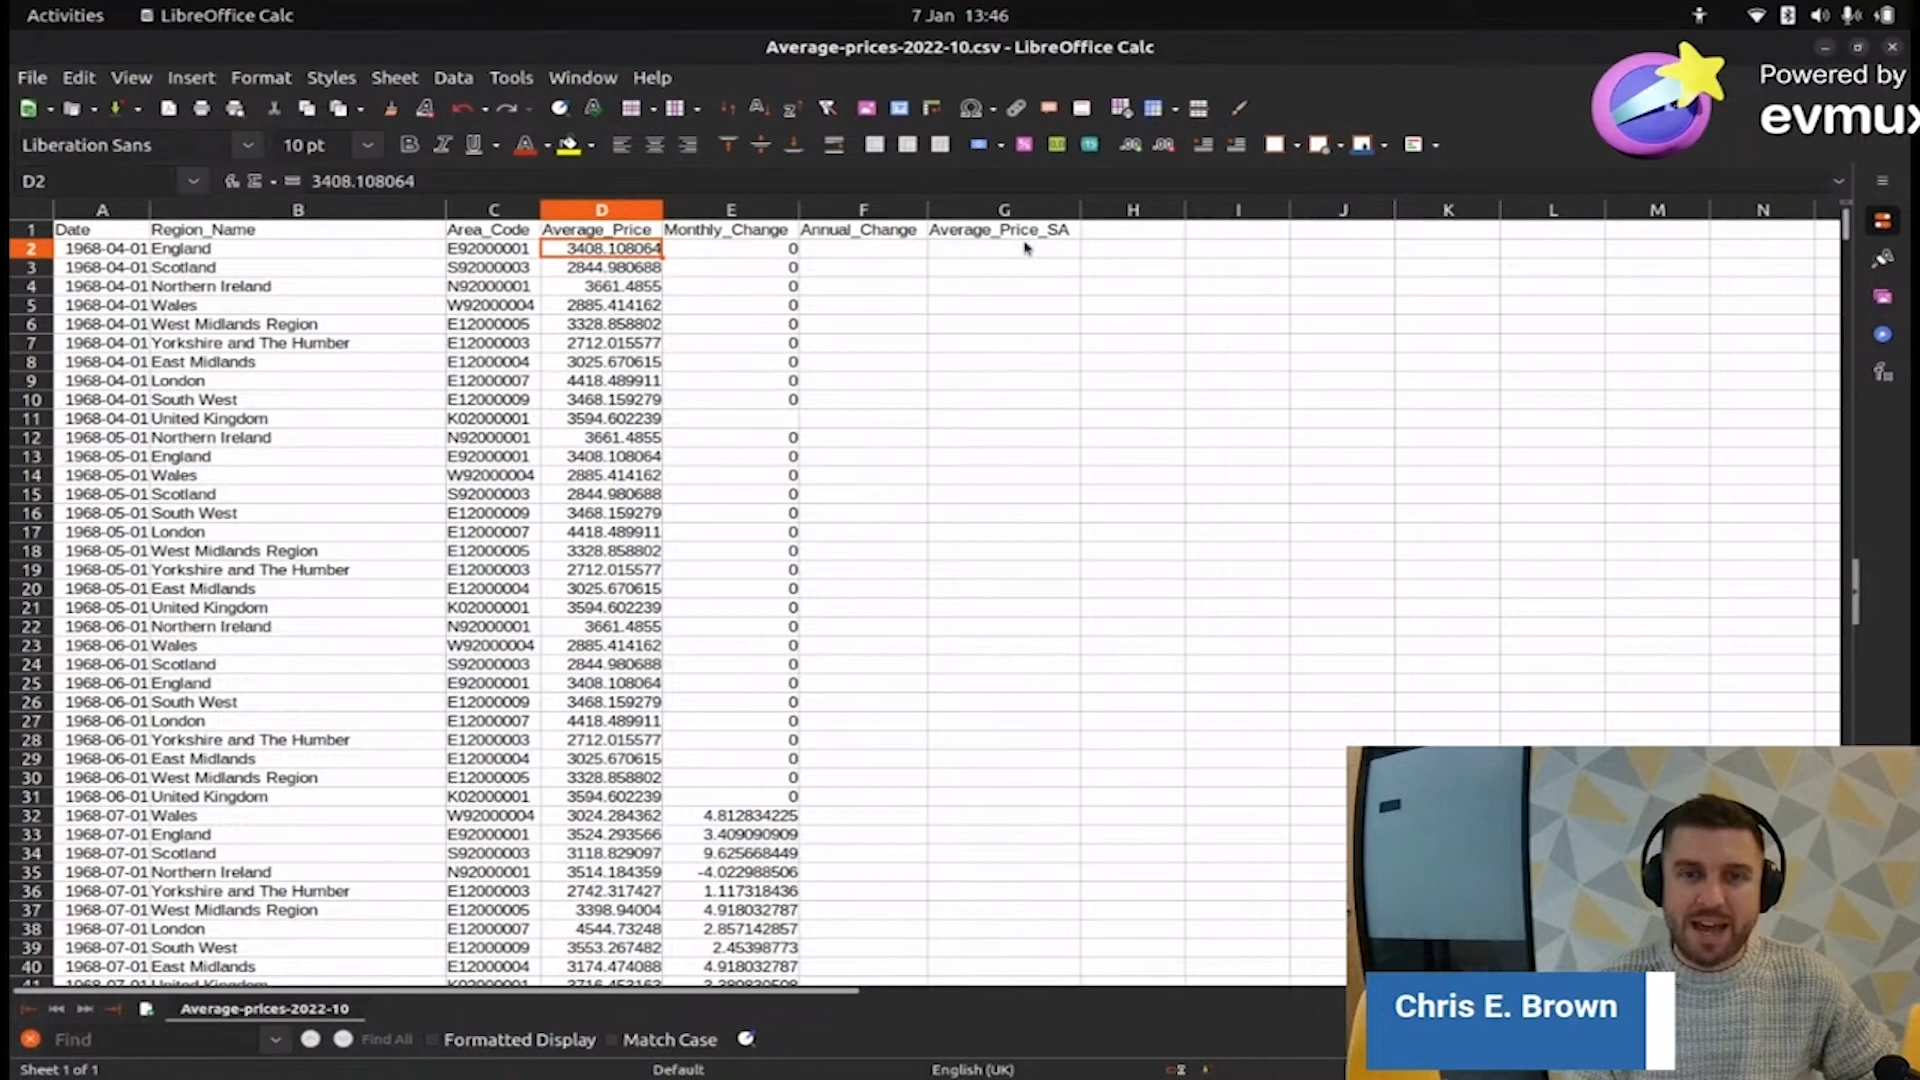 Activities LibreOffice Calc 7 Jan 13:46
Average-prices-2022-10.csv - LibreOffice Calc
Powered by
evmux
File Edit View Insert Format Styles Sheet Data Tools Window Help
Liberation Sans 10 pt
D2 3408.108064
A B C D E F G H I J K L M N
1 Date Region_Name Area_Code Average_Price Monthly_Change Annual_Change Average_Price_SA
2 1968-04-01 England E92000001 3408.108064 0
3 1968-04-01 Scotland S92000003 2844.980688 0
4 1968-04-01 Northern Ireland N92000001 3661.4855 0
5 1968-04-01 Wales W92000004 2885.414162 0
6 1968-04-01 West Midlands Region E12000005 3328.858802 0
7 1968-04-01 Yorkshire and The Humber E12000003 2712.015577 0
8 1968-04-01 East Midlands E12000004 3025.670615 0
9 1968-04-01 London E12000007 4418.489911 0
10 1968-04-01 South West E12000009 3468.159279 0
11 1968-04-01 United Kingdom K02000001 3594.602239
12 1968-05-01 Northern Ireland N92000001 3661.4855 0
13 1968-05-01 England E92000001 3408.108064 0
14 1968-05-01 Wales W92000004 2885.414162 0
15 1968-05-01 Scotland S92000003 2844.980688 0
16 1968-05-01 South West E12000009 3468.159279 0
17 1968-05-01 London E12000007 4418.489911 0
18 1968-05-01 West Midlands Region E12000005 3328.858802 0
19 1968-05-01 Yorkshire and The Humber E12000003 2712.015577 0
20 1968-05-01 East Midlands E12000004 3025.670615 0
21 1968-05-01 United Kingdom K02000001 3594.602239 0
22 1968-06-01 Northern Ireland N92000001 3661.4855 0
23 1968-06-01 Wales W92000004 2885.414162 0
24 1968-06-01 Scotland S92000003 2844.980688 0
25 1968-06-01 England E92000001 3408.108064 0
26 1968-06-01 South West E12000009 3468.159279 0
27 1968-06-01 London E12000007 4418.489911 0
28 1968-06-01 Yorkshire and The Humber E12000003 2712.015577 0
29 1968-06-01 East Midlands E12000004 3025.670615 0
30 1968-06-01 West Midlands Region E12000005 3328.858802 0
31 1968-06-01 United Kingdom K02000001 3594.602239 0
32 1968-07-01 Wales W92000004 3024.284362 4.812834225
33 1968-07-01 England E92000001 3524.293566 3.409090909
34 1968-07-01 Scotland S92000003 3118.829097 9.625668449
35 1968-07-01 Northern Ireland N92000001 3514.184359 -4.022988506
36 1968-07-01 Yorkshire and The Humber E12000003 2742.317427 1.117318436
37 1968-07-01 West Midlands Region E12000005 3398.94004 4.918032787
38 1968-07-01 London E12000007 4544.73248 2.857142857
39 1968-07-01 South West E12000009 3553.267482 2.45398773
40 1968-07-01 East Midlands E12000004 3174.474088 4.918032787
Average-prices-2022-10
Chris E. Brown
Find Find All Formatted Display Match Case
Sheet 1 of 1 Default English (UK)